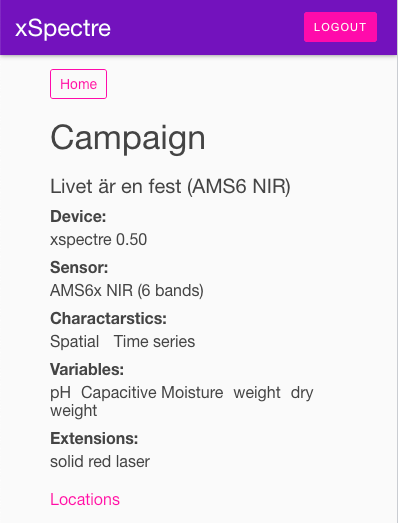 xSpectre
LOGOUT
Home
Campaign
Livet är en fest (AMS6 NIR)
Device:
xspectre 0.50
Sensor:
AMS6x NIR (6 bands)
Charactarstics:
Spatial Time series
Variables:
pH Capacitive Moisture weight dry
weight
Extensions:
solid red laser
Locations